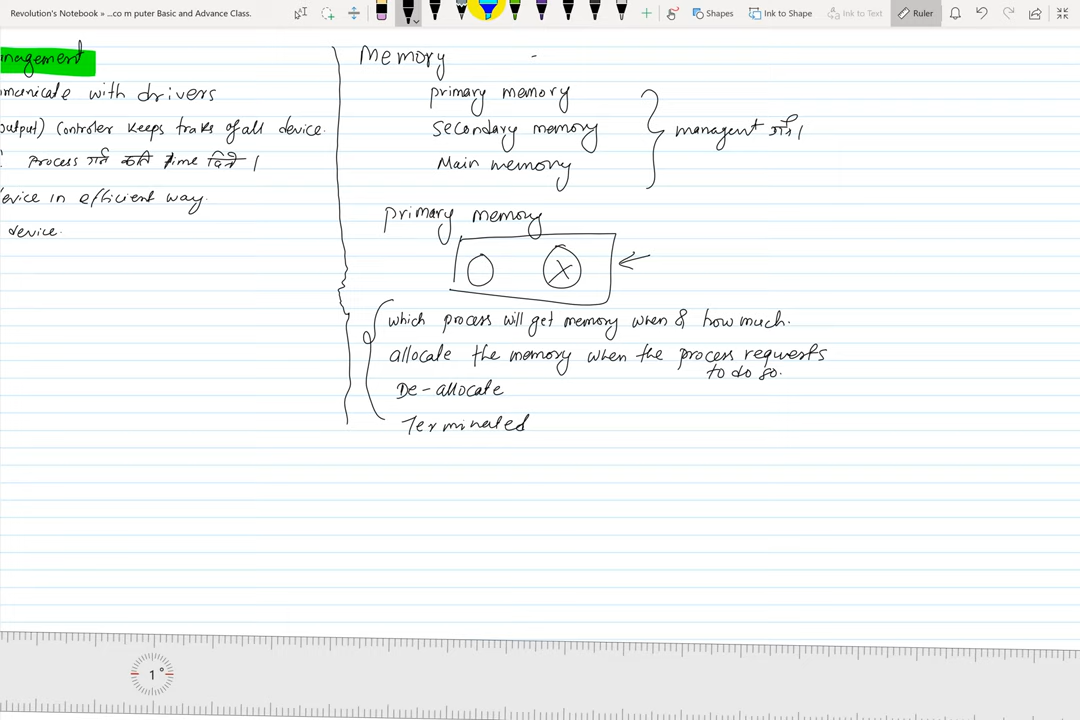 Revolution's Notebook » ...co m puter Basic and Advance Class.
Shapes
Ink to Shape
Ink to Text
Ruler
nagement
municate with drivers
output) Controler keeps traks of all device.
process गर्न कति time दिने।
evice in efficient way.
device.
Memory
primary memory
Secondary memory
Main memory
managent गर्ने।
primary memory
which process will get memory when & how much.
allocate the memory when the process requests
to do so.
De-allocate
Terminated
1°